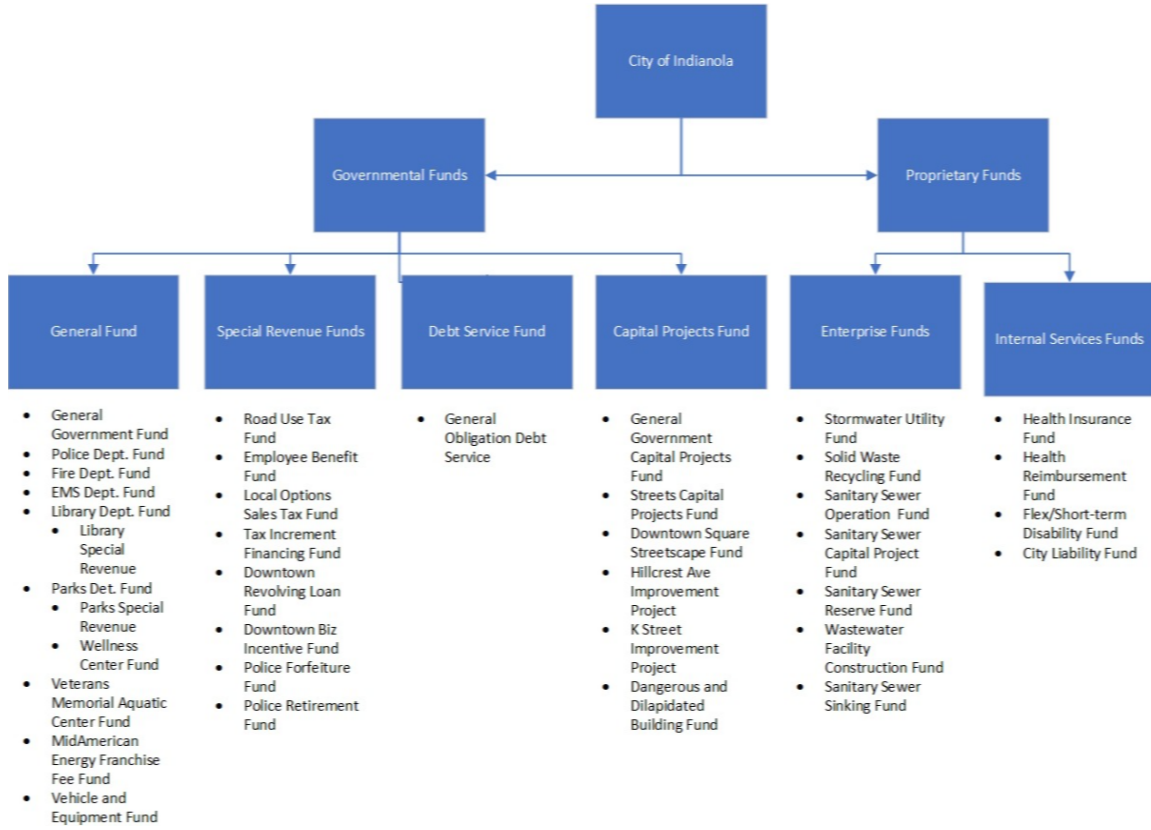 City of Indianola
Governmental Funds
Proprietary Funds
General Fund
Special Revenue Funds
Debt Service Fund
Capital Projects Fund
Enterprise Funds
Internal Services Funds
• General
Government Fund
• Police Dept. Fund
• Fire Dept. Fund
• EMS Dept. Fund
• Library Dept. Fund
• Library
Special
Revenue
• Parks Det. Fund
• Parks Special
Revenue
• Wellness
Center Fund
• Veterans
Memorial Aquatic
Center Fund
• MidAmerican
Energy Franchise
Fee Fund
• Vehicle and
Equipment Fund
• Road Use Tax
Fund
• Employee Benefit
Fund
• Local Options
Sales Tax Fund
• Tax Increment
Financing Fund
• Downtown
Revolving Loan
Fund
• Downtown Biz
Incentive Fund
• Police Forfeiture
Fund
• Police Retirement
Fund
• General
Obligation Debt
Service
• General
Government
Capital Projects
Fund
• Streets Capital
Projects Fund
• Downtown Square
Streetscape Fund
• Hillcrest Ave
Improvement
Project
• K Street
Improvement
Project
• Dangerous and
Dilapidated
Building Fund
• Stormwater Utility
Fund
• Solid Waste
Recycling Fund
• Sanitary Sewer
Operation Fund
• Sanitary Sewer
Capital Project
Fund
• Sanitary Sewer
Reserve Fund
• Wastewater
Facility
Construction Fund
• Sanitary Sewer
Sinking Fund
• Health Insurance
Fund
• Health
Reimbursement
Fund
• Flex/Short-term
Disability Fund
• City Liability Fund